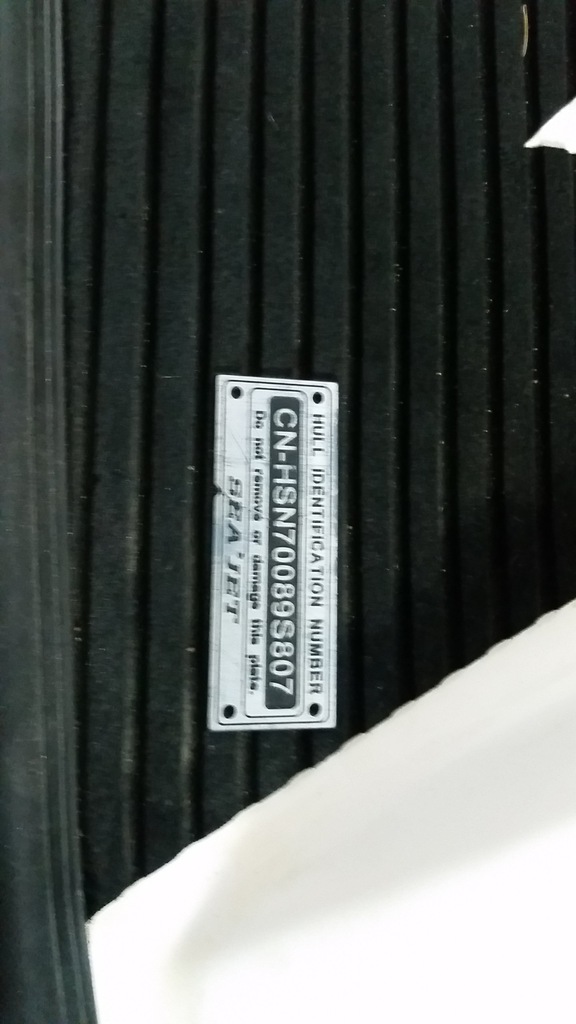 HULL IDENTIFICATION NUMBER
CN-HSN70089S807
Do not remove or damage this plate.
SEA'JET